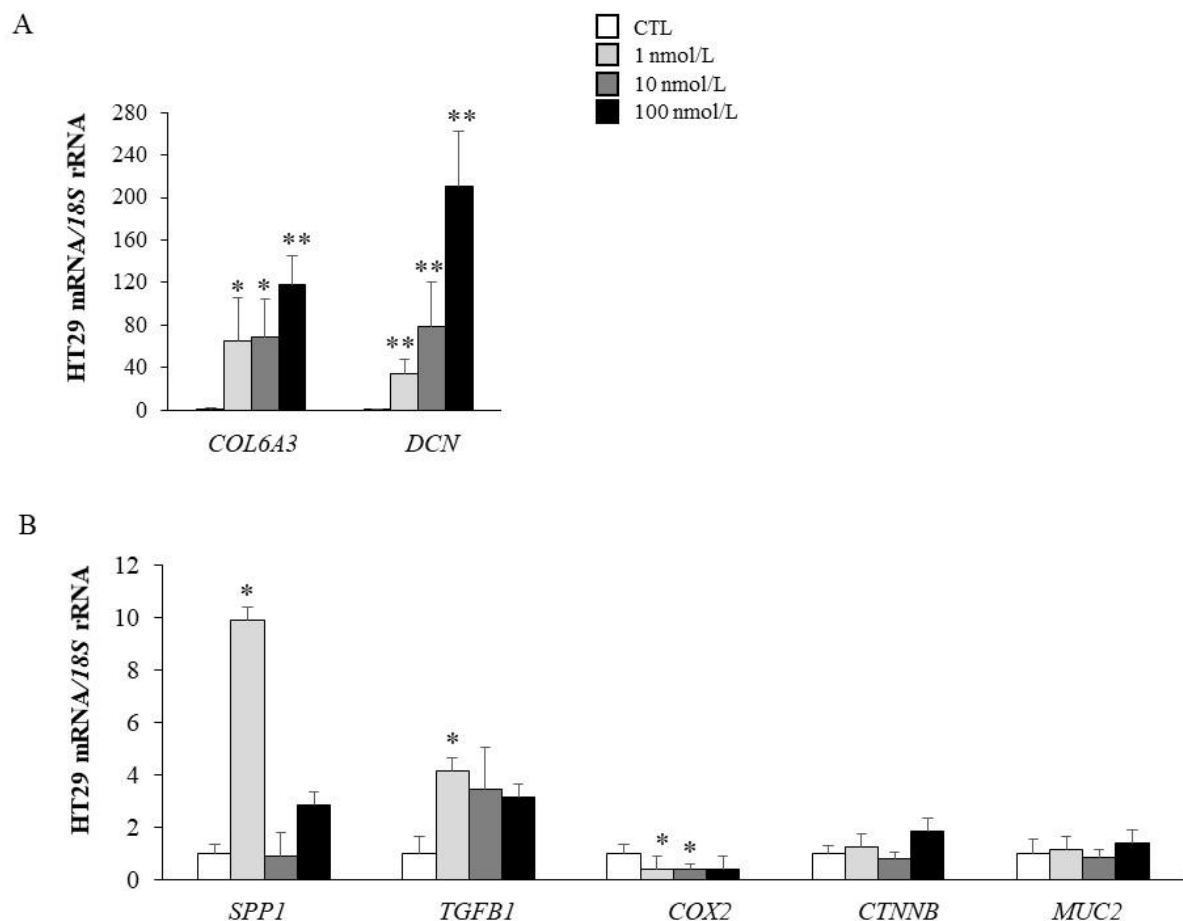 A
CTL
1 nmol/L
10 nmol/L
100 nmol/L
HT29 mRNA/18S rRNA
280
240
200
160
120
80
40
0
* * ** ** ** **
COL6A3 DCN
B
HT29 mRNA/18S rRNA
12
10
8
6
4
2
0
* * * *
SPP1 TGFB1 COX2 CTNNB MUC2